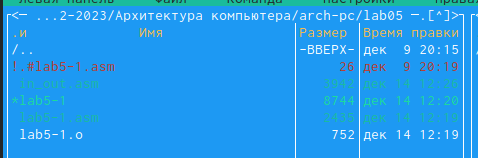 левая панель Файл Команда Настройки
<— ...2-2023/Архитектура компьютера/arch-pc/lab05 —.[^]>
.и Имя Размер Время правки
/.. -ВВЕРХ- дек 9 20:15
!.#lab5-1.asm 26 дек 9 20:19
in_out.asm 3942 дек 14 12:20
*lab5-1 8744 дек 14 12:20
lab5-1.asm 2435 дек 14 12:19
lab5-1.o 752 дек 14 12:19